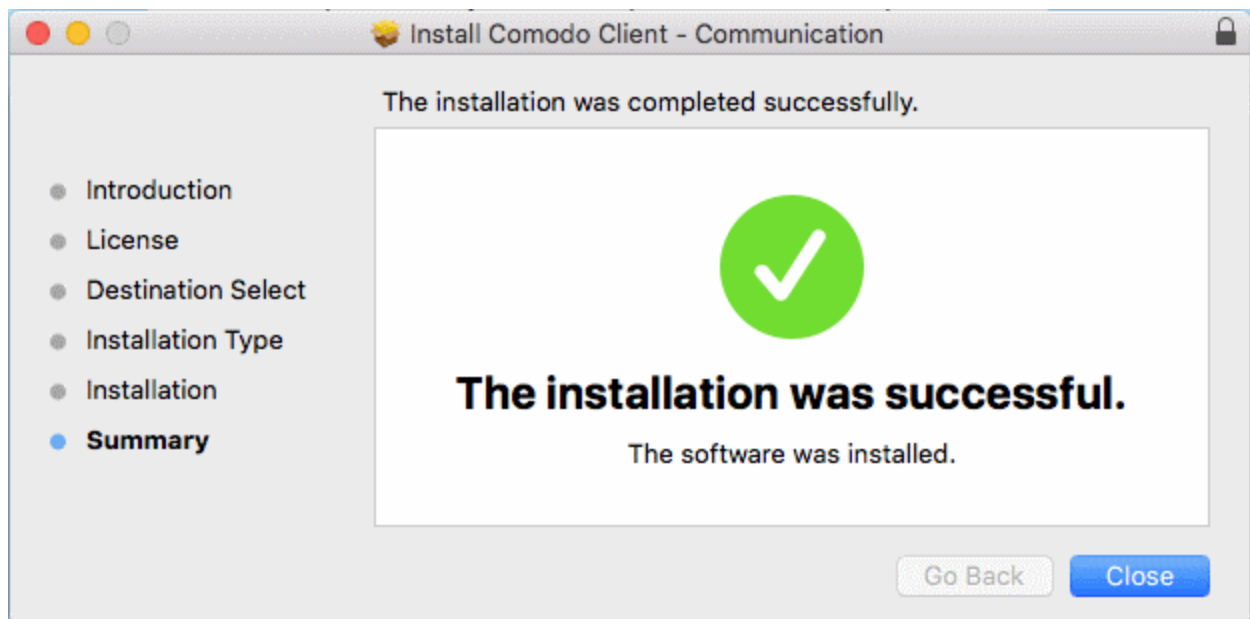 Install Comodo Client - Communication
The installation was completed successfully.
Introduction
License
Destination Select
Installation Type
Installation
Summary
The installation was successful.
The software was installed.
Go Back
Close